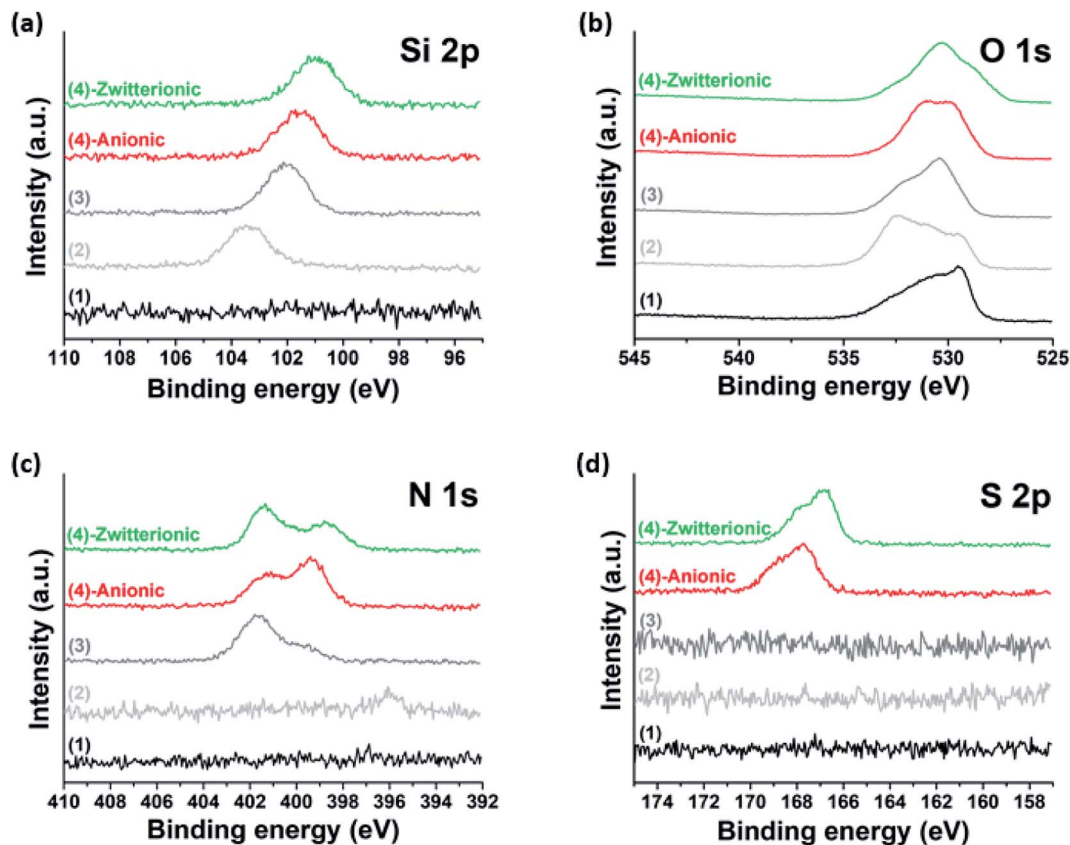 (a)
Si 2p
(4)-Zwitterionic
(4)-Anionic
(3)
(2)
(1)
Intensity (a.u.)
110 108 106 104 102 100 98 96
Binding energy (eV)
(b)
O 1s
(4)-Zwitterionic
(4)-Anionic
(3)
(2)
(1)
Intensity (a.u.)
545 540 535 530 525
Binding energy (eV)
(c)
N 1s
(4)-Zwitterionic
(4)-Anionic
(3)
(2)
(1)
Intensity (a.u.)
410 408 406 404 402 400 398 396 394 392
Binding energy (eV)
(d)
S 2p
(4)-Zwitterionic
(4)-Anionic
(3)
(2)
(1)
Intensity (a.u.)
174 172 170 168 166 164 162 160 158
Binding energy (eV)